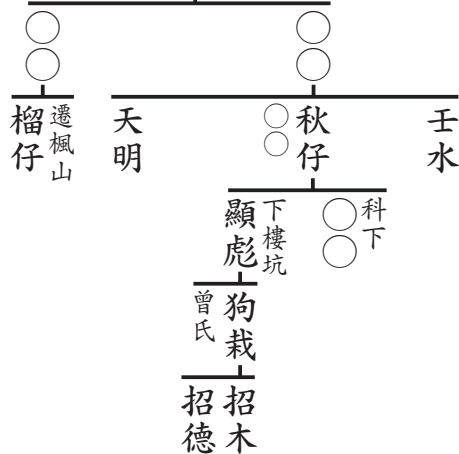 ○○
○○
壬水
秋仔
○○
天明
榴仔
遷楓山
科下
○○
顯彪
下樓坑
狗栽
曾氏
招木
招德